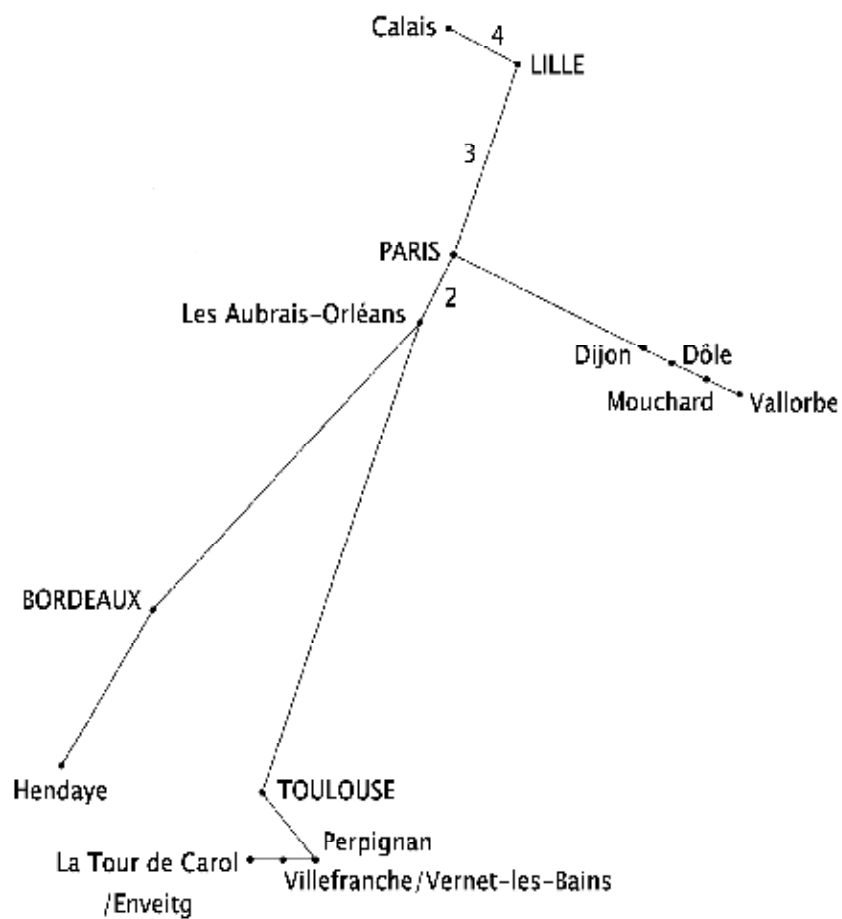 Calais
4
LILLE
3
PARIS
2
Les Aubrais-Orléans
Dijon
Dôle
Mouchard
Vallorbe
BORDEAUX
Hendaye
TOULOUSE
Perpignan
La Tour de Carol
Villefranche/Vernet-les-Bains
/Enveitg